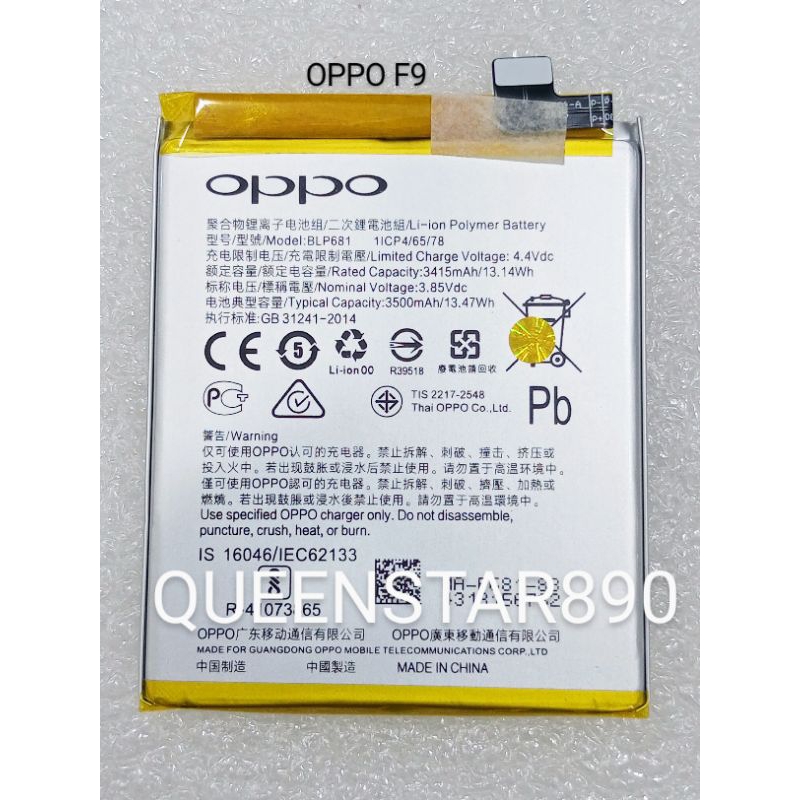 OPPO F9
oppo
聚合物锂离子电池组/二次鋰電池組/Li-ion Polymer Battery
型号/型號/Model:BLP681 1ICP4/65/78
充电限制电压/充電限制電壓/Limited Charge Voltage: 4.4Vdc
额定容量/額定電容量/Rated Capacity:3415mAh/13.14Wh
标称电压/標稱電壓/Nominal Voltage: 3.85Vdc
电池典型容量/Typical Capacity:3500mAh/13.47Wh
执行标准:GB 31241-2014
CE 5 Li-ion 00 R39518 廢電池請回收
PC TIS 2217-2548
Thai OPPO Co.,Ltd. Pb
警告/Warning
仅可使用OPPO认可的充电器。禁止拆解、刺破、撞击、挤压或
投入火中。若出现鼓胀或浸水后禁止使用。请勿置于高温环境中。
僅可使用OPPO認可的充電器。禁止拆解、刺破、擠壓、加熱或
燃燒。若出現鼓脹或浸水後禁止使用。請勿置于高溫環境中。
Use specified OPPO charger only. Do not disassemble,
puncture, crush, heat, or burn.
IS 16046/IEC62133
QUEENSTAR890
R-41073865
OPPO广东移动通信有限公司 OPPO廣東移動通信有限公司
MADE FOR GUANGDONG OPPO MOBILE TELECOMMUNICATIONS CORP.,LTD
中国制造 中國製造 MADE IN CHINA